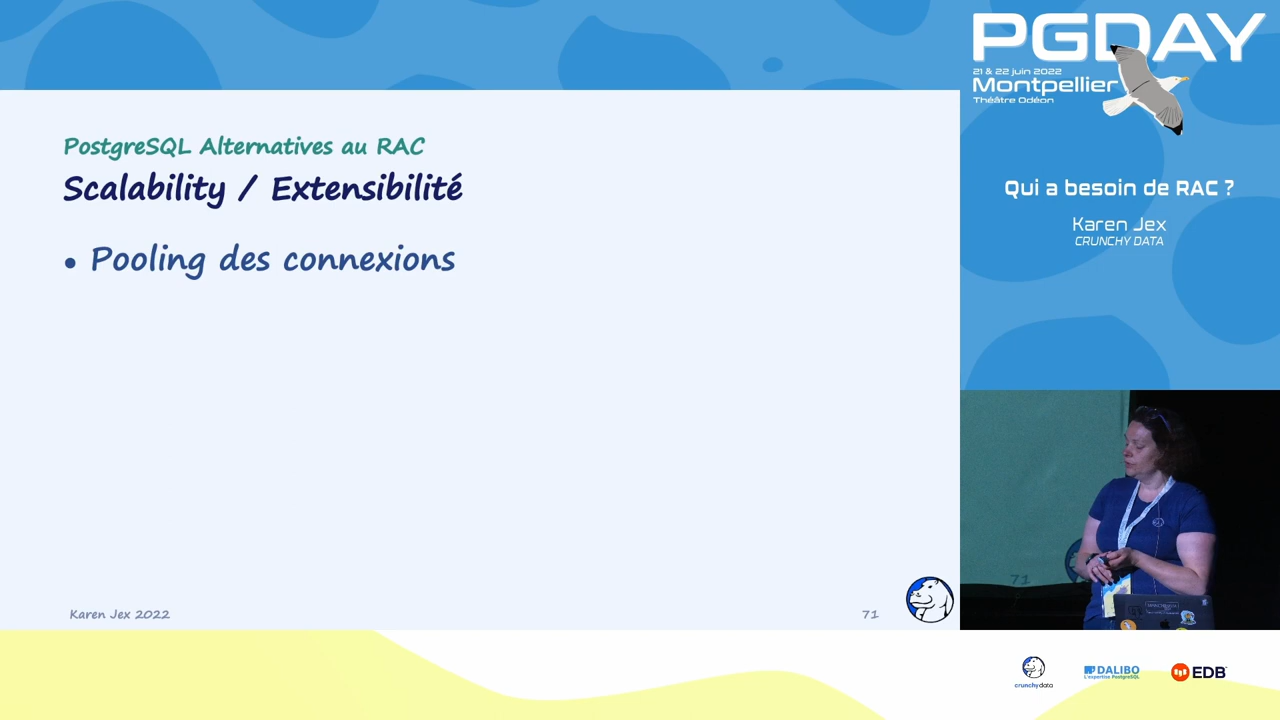 PostgreSQL Alternatives au RAC
Scalability / Extensibilité
• Pooling des connexions
Karen Jex 2022
71
PGDAY
21 & 22 juin 2022
Montpellier
Théâtre Odéon
Qui a besoin de RAC ?
Karen Jex
CRUNCHY DATA
71
crunchydata
DALIBO
L'expertise PostgreSQL
EDB